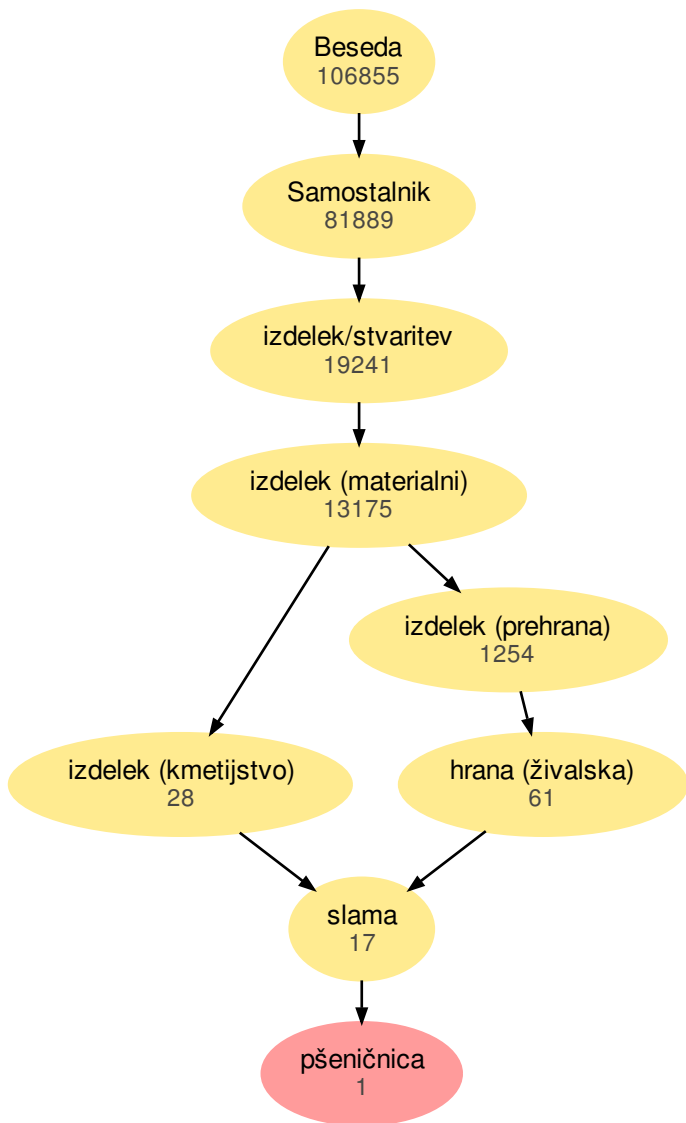 Beseda
106855
Samostalnik
81889
izdelek/stvaritev
19241
izdelek (materialni)
13175
izdelek (prehrana)
1254
izdelek (kmetijstvo)
28
hrana (živalska)
61
slama
17
pšeničnica
1